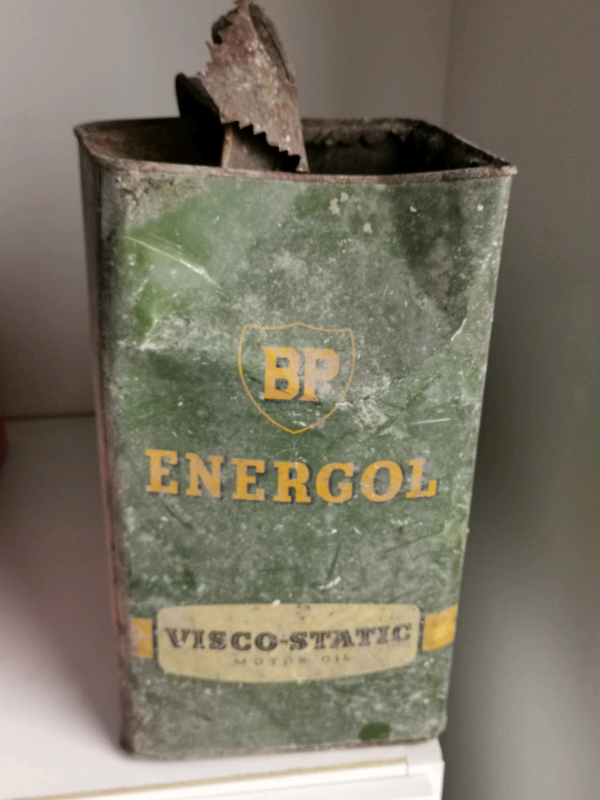 BP
ENERGOL
VISCO-STATIC
MOTOR OIL